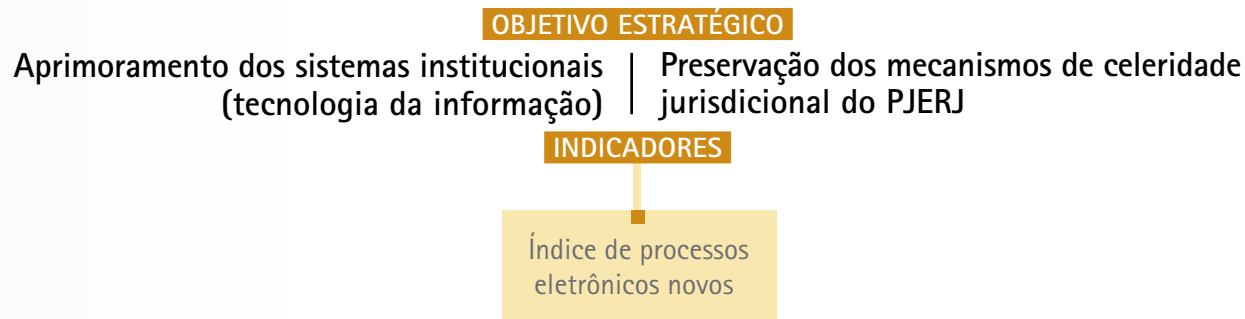 OBJETIVO ESTRATÉGICO
Aprimoramento dos sistemas institucionais
(tecnologia da informação)
Preservação dos mecanismos de celeridade
jurisdicional do PJERJ
INDICADORES
Índice de processos
eletrônicos novos